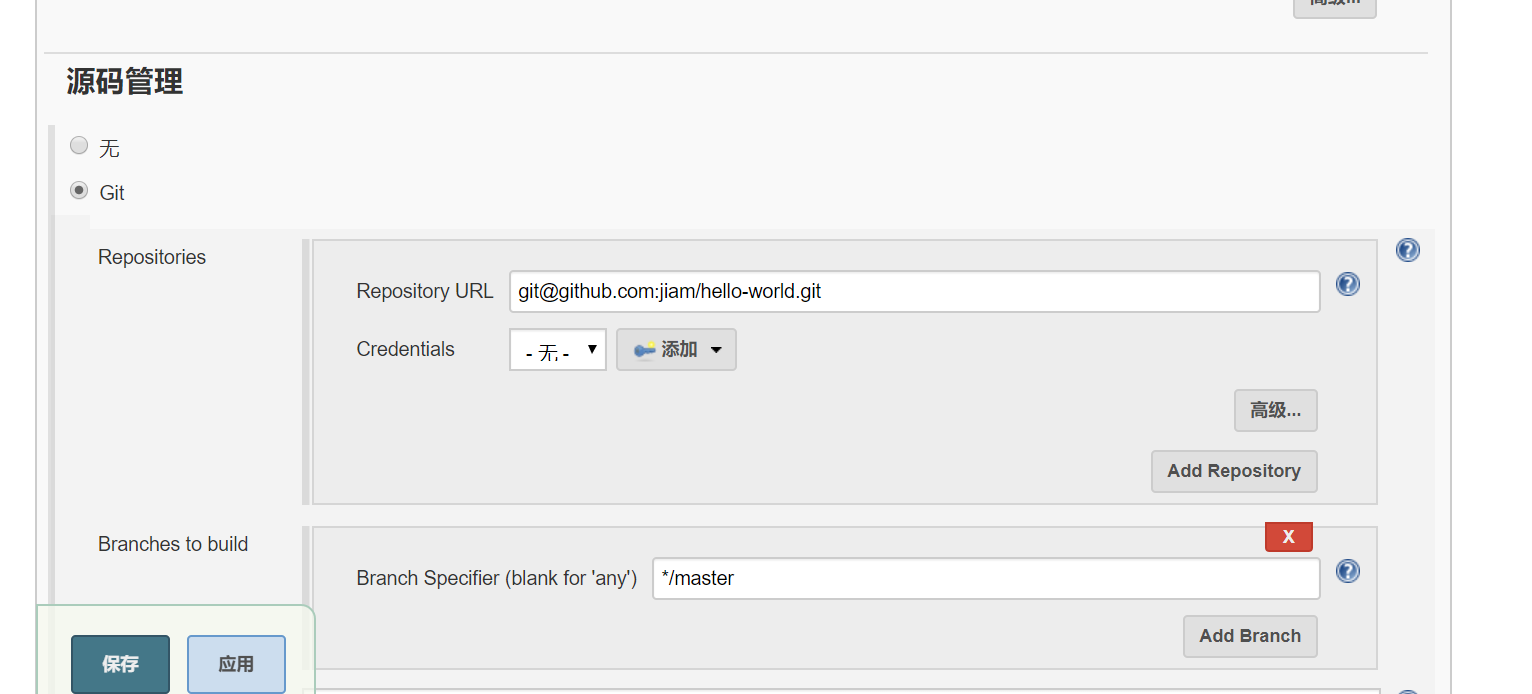 高级...
源码管理
无
Git
Repositories
Repository URL git@github.com:jiam/hello-world.git
Credentials - 无 - 添加
高级...
Add Repository
Branches to build
X
Branch Specifier (blank for 'any') */master
Add Branch
保存 应用